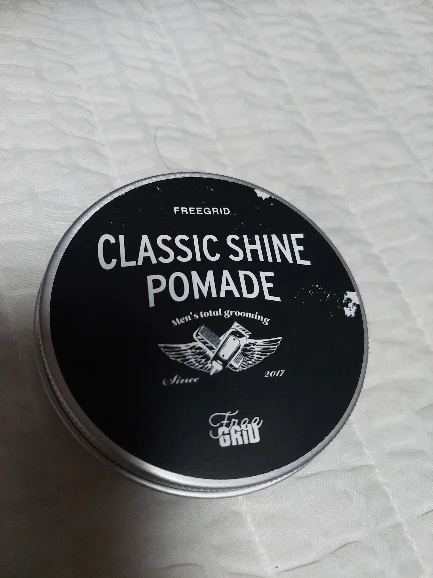 FREEGRID
CLASSIC SHINE
POMADE
Men's total grooming
Since 2017
Free
GRiD